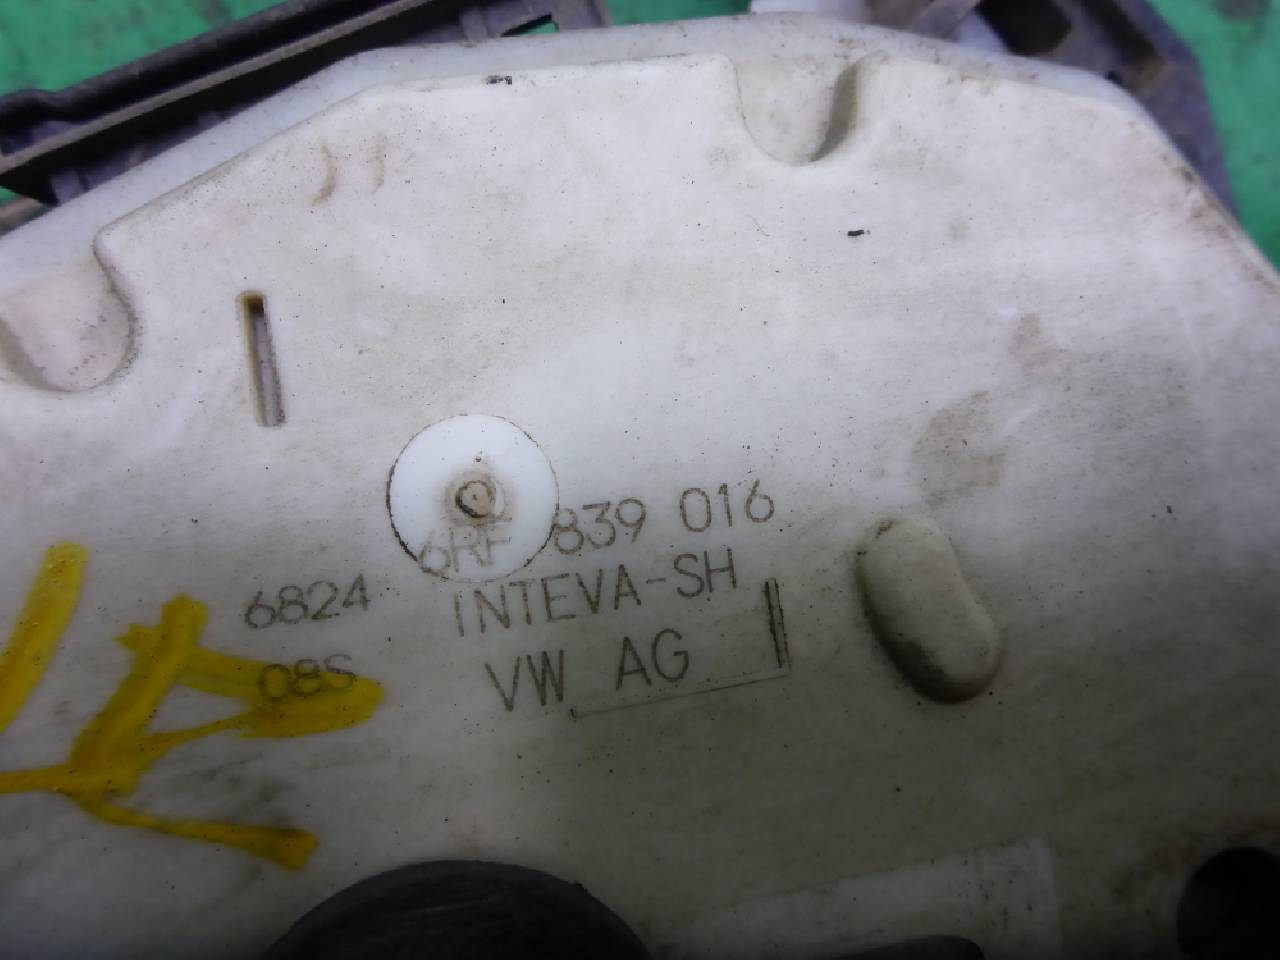 6RF 839 016
6824 INTEVA-SH
08S VW AG